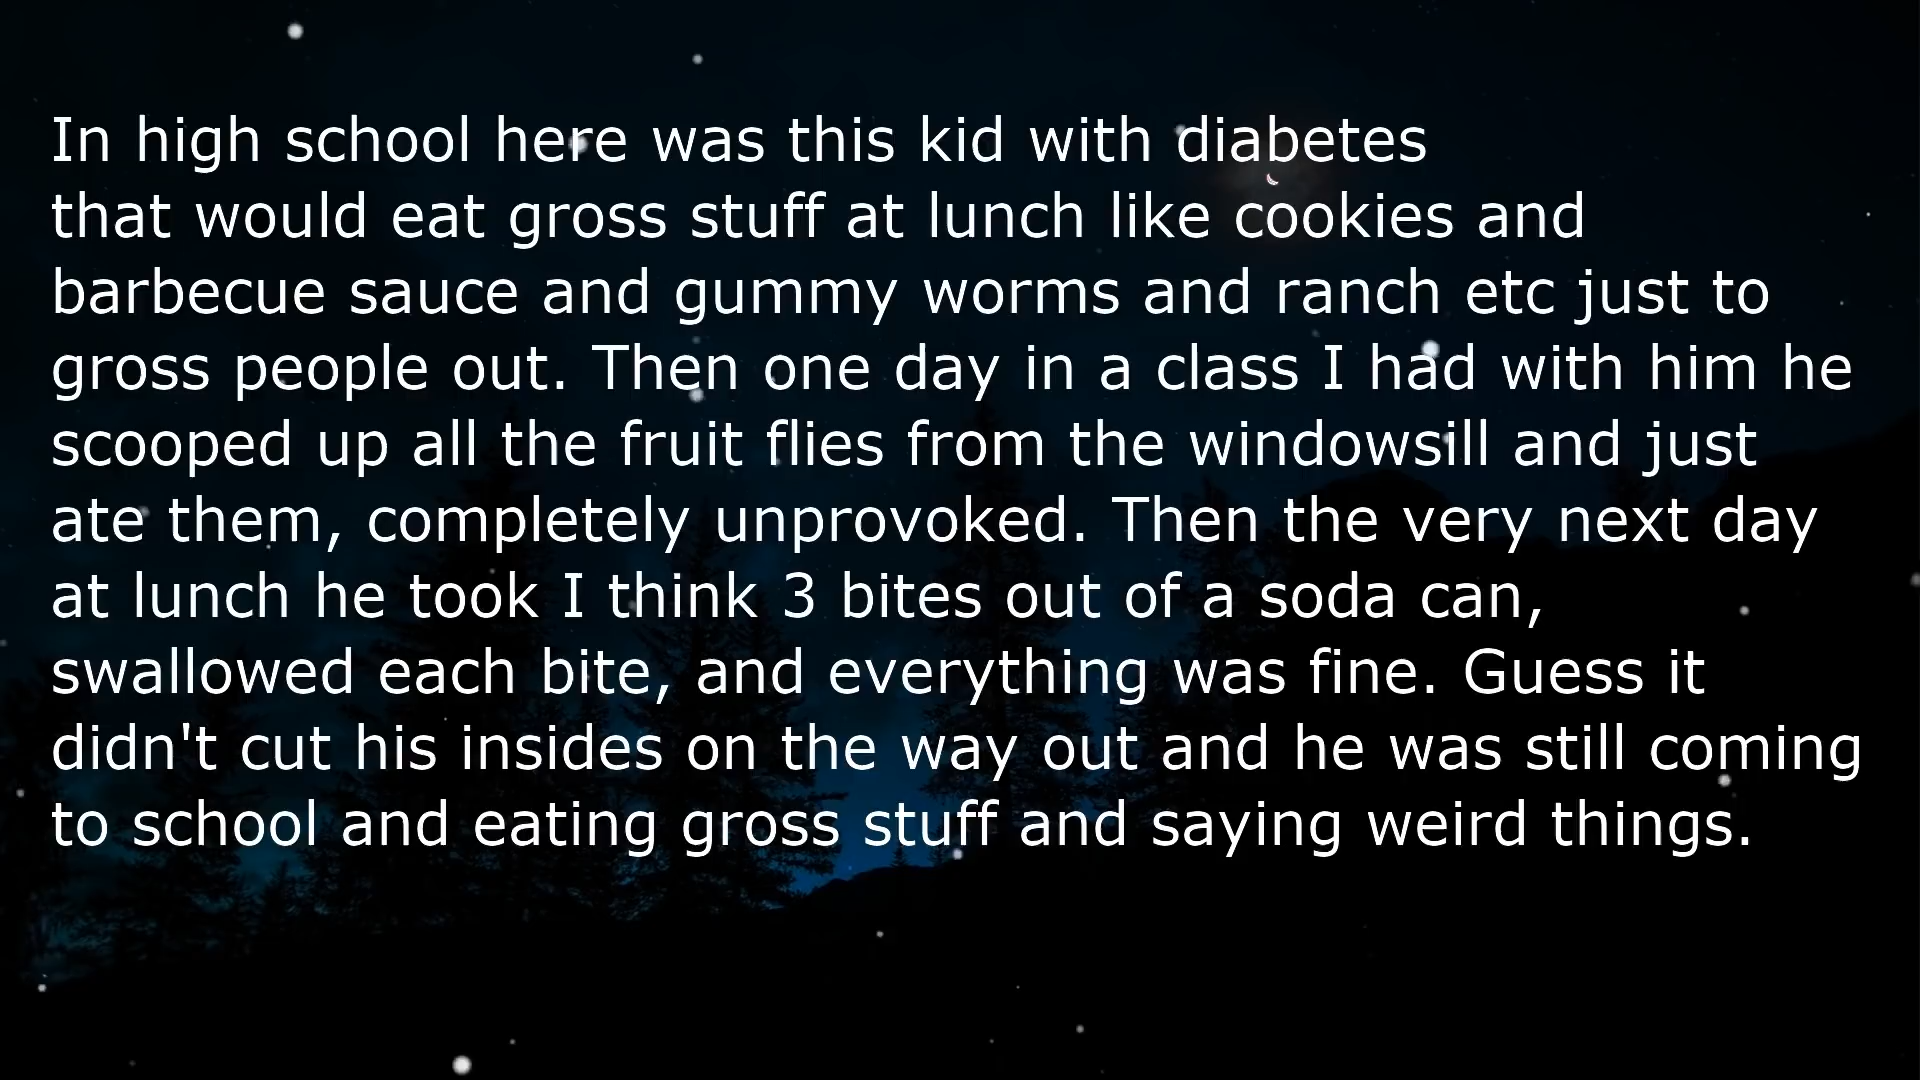 In high school here was this kid with diabetes
that would eat gross stuff at lunch like cookies and
barbecue sauce and gummy worms and ranch etc just to
gross people out. Then one day in a class I had with him he
scooped up all the fruit flies from the windowsill and just
ate them, completely unprovoked. Then the very next day
at lunch he took I think 3 bites out of a soda can,
swallowed each bite, and everything was fine. Guess it
didn't cut his insides on the way out and he was still coming
to school and eating gross stuff and saying weird things.